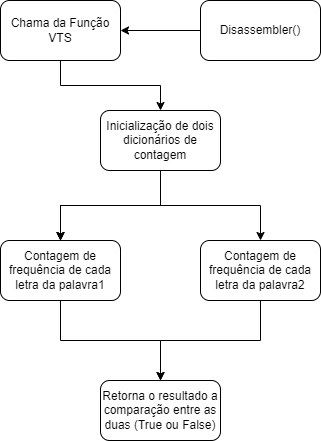 Chama da Função
VTS
Disassembler()
Inicialização de dois
dicionários de
contagem
Contagem de
frequência de cada
letra da palavra1
Contagem de
frequência de cada
letra da palavra2
Retorna o resultado a
comparação entre as
duas (True ou False)